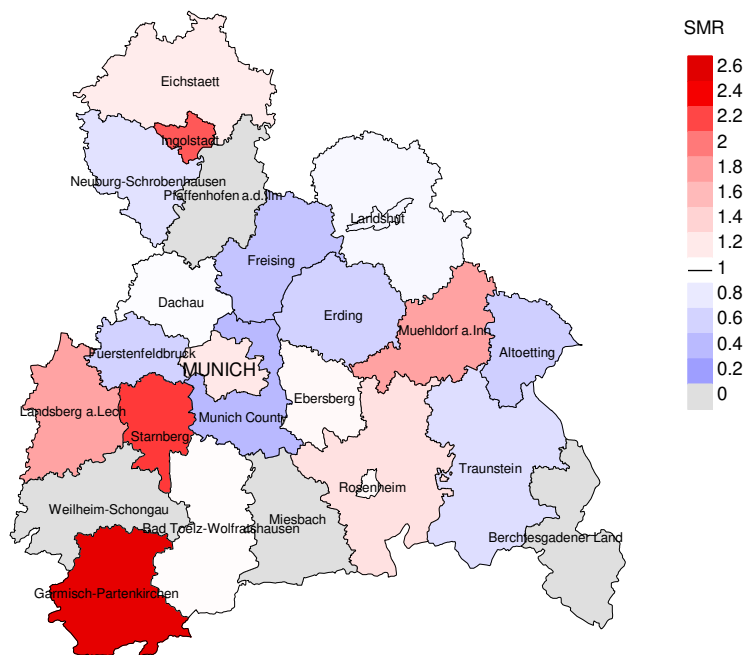 SMR
2.6
2.4
2.2
2
1.8
1.6
1.4
1.2
1
0.8
0.6
0.4
0.2
0
Eichstaett
Ingolstadt
Neuburg-Schrobenhausen
Pfaffenhofen a.d.Ilm
Landshut
Freising
Dachau
Erding
Muehldorf a.Inn
Altoetting
Fuerstenfeldbruck
MUNICH
Ebersberg
Landsberg a.Lech
Munich County
Starnberg
Traunstein
Rosenheim
Weilheim-Schongau
Miesbach
Bad Toelz-Wolfratshausen
Berchtesgadener Land
Garmisch-Partenkirchen